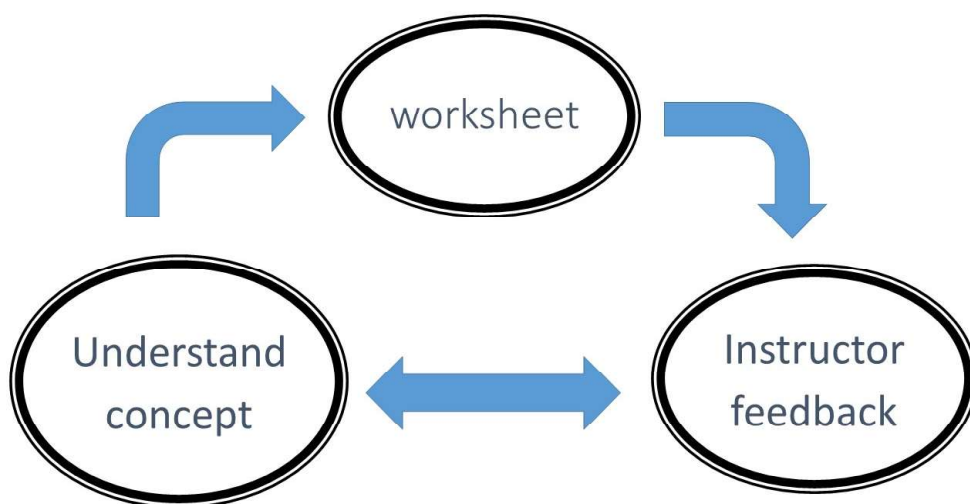 worksheet
Understand
concept
Instructor
feedback